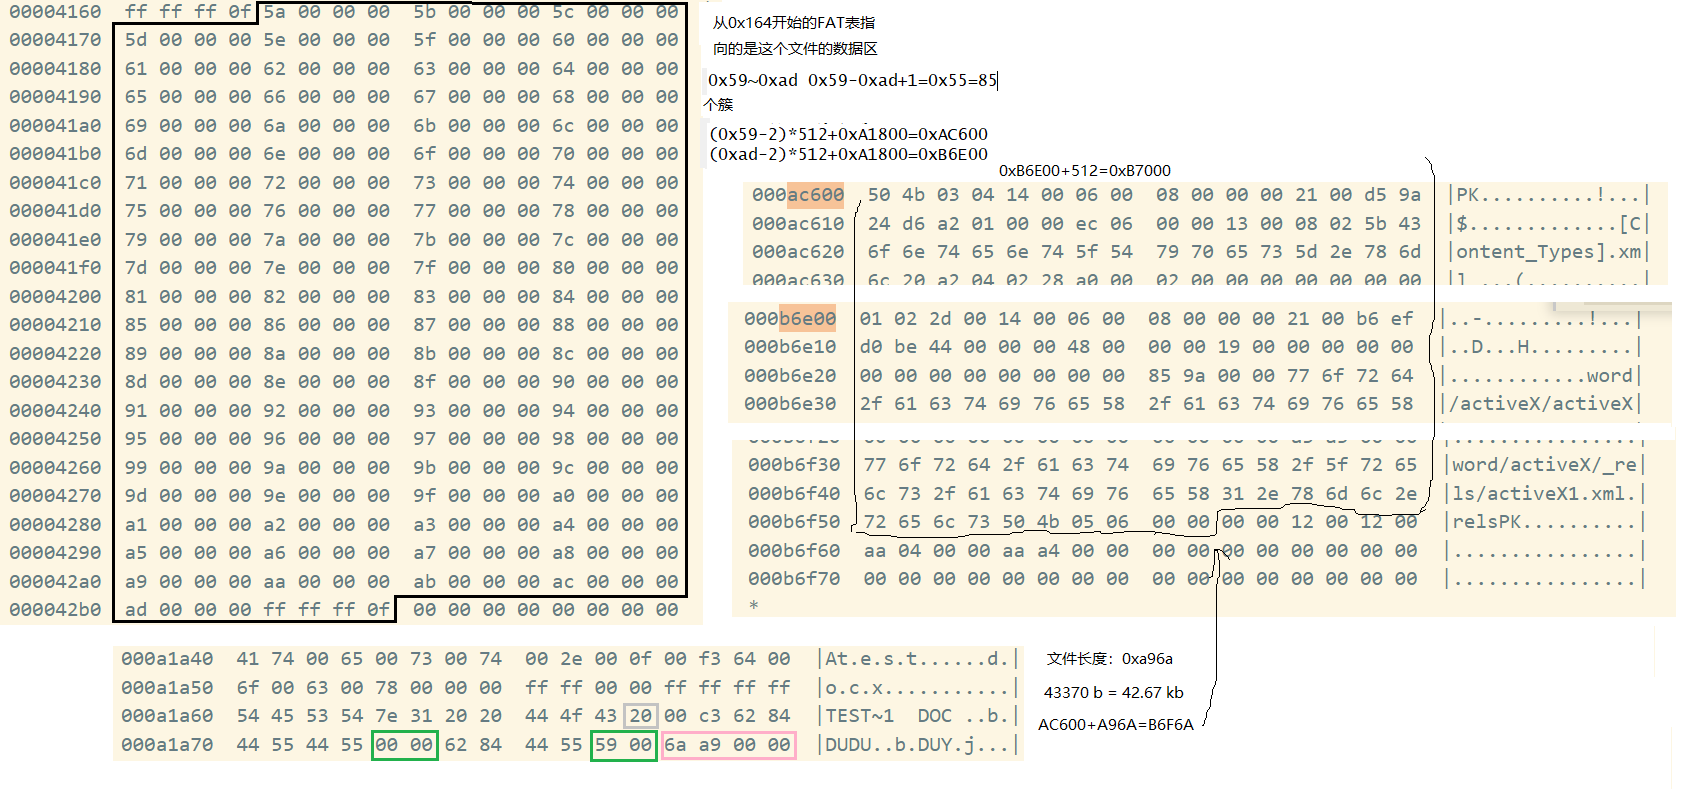 00004160  ff ff ff 0f 5a 00 00 00  5b 00 00 00 5c 00 00 00
00004170  5d 00 00 00 5e 00 00 00  5f 00 00 00 60 00 00 00
00004180  61 00 00 00 62 00 00 00  63 00 00 00 64 00 00 00
00004190  65 00 00 00 66 00 00 00  67 00 00 00 68 00 00 00
000041a0  69 00 00 00 6a 00 00 00  6b 00 00 00 6c 00 00 00
000041b0  6d 00 00 00 6e 00 00 00  6f 00 00 00 70 00 00 00
000041c0  71 00 00 00 72 00 00 00  73 00 00 00 74 00 00 00
000041d0  75 00 00 00 76 00 00 00  77 00 00 00 78 00 00 00
000041e0  79 00 00 00 7a 00 00 00  7b 00 00 00 7c 00 00 00
000041f0  7d 00 00 00 7e 00 00 00  7f 00 00 00 80 00 00 00
00004200  81 00 00 00 82 00 00 00  83 00 00 00 84 00 00 00
00004210  85 00 00 00 86 00 00 00  87 00 00 00 88 00 00 00
00004220  89 00 00 00 8a 00 00 00  8b 00 00 00 8c 00 00 00
00004230  8d 00 00 00 8e 00 00 00  8f 00 00 00 90 00 00 00
00004240  91 00 00 00 92 00 00 00  93 00 00 00 94 00 00 00
00004250  95 00 00 00 96 00 00 00  97 00 00 00 98 00 00 00
00004260  99 00 00 00 9a 00 00 00  9b 00 00 00 9c 00 00 00
00004270  9d 00 00 00 9e 00 00 00  9f 00 00 00 a0 00 00 00
00004280  a1 00 00 00 a2 00 00 00  a3 00 00 00 a4 00 00 00
00004290  a5 00 00 00 a6 00 00 00  a7 00 00 00 a8 00 00 00
000042a0  a9 00 00 00 aa 00 00 00  ab 00 00 00 ac 00 00 00
000042b0  ad 00 00 00 ff ff ff 0f  00 00 00 00 00 00 00 00
从0x164开始的FAT表指
向的是这个文件的数据区
0x59~0xad 0x59-0xad+1=0x55=85
个簇
(0x59-2)*512+0xA1800=0xAC600
(0xad-2)*512+0xA1800=0xB6E00
0xB6E00+512=0xB7000
000ac600  50 4b 03 04 14 00 06 00  08 00 00 00 21 00 d5 9a  |PK..........!...|
000ac610  24 d6 a2 01 00 00 ec 06  00 00 13 00 08 02 5b 43  |$.............[C|
000ac620  6f 6e 74 65 6e 74 5f 54  79 70 65 73 5d 2e 78 6d  |ontent_Types].xm|
000ac630  6c 20 a2 04 02 28 a0 00  02 00 00 00 00 00 00 00  |l ...(..........|
000b6e00  01 02 2d 00 14 00 06 00  08 00 00 00 21 00 b6 ef  |..-.........!...|
000b6e10  d0 be 44 00 00 00 48 00  00 00 19 00 00 00 00 00  |..D...H.........|
000b6e20  00 00 00 00 00 00 00 00  85 9a 00 00 77 6f 72 64  |............word|
000b6e30  2f 61 63 74 69 76 65 58  2f 61 63 74 69 76 65 58  |/activeX/activeX|
000b6f30  77 6f 72 64 2f 61 63 74  69 76 65 58 2f 5f 72 65  |word/activeX/_re|
000b6f40  6c 73 2f 61 63 74 69 76  65 58 31 2e 78 6d 6c 2e  |ls/activeX1.xml.|
000b6f50  72 65 6c 73 50 4b 05 06  00 00 00 00 12 00 12 00  |relsPK..........|
000b6f60  aa 04 00 00 aa a4 00 00  00 00 00 00 00 00 00 00  |................|
000b6f70  00 00 00 00 00 00 00 00  00 00 00 00 00 00 00 00  |................|
*
000a1a40  41 74 00 65 00 73 00 74  00 2e 00 0f 00 f3 64 00  |At.e.s.t......d.|
000a1a50  6f 00 63 00 78 00 00 00  ff ff 00 00 ff ff ff ff  |o.c.x...........|
000a1a60  54 45 53 54 7e 31 20 20  44 4f 43 20 00 c3 62 84  |TEST~1  DOC ..b.|
000a1a70  44 55 44 55 00 00 62 84  44 55 59 00 6a a9 00 00  |DUDU..b.DUY.j...|
文件长度：0xa96a
43370 b = 42.67 kb
AC600+A96A=B6F6A